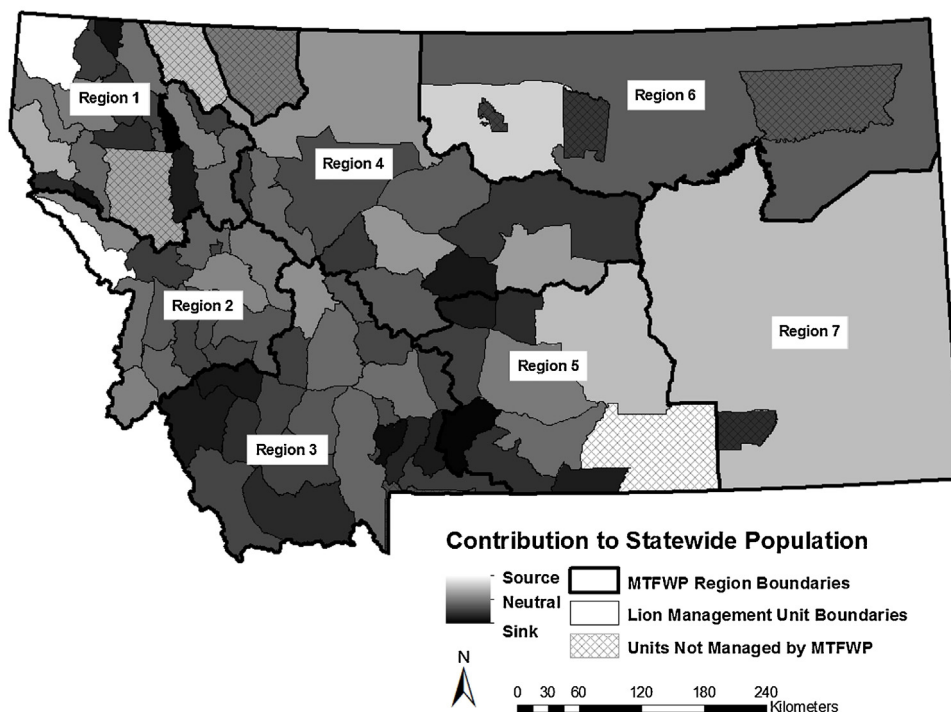 Region 1
Region 6
Region 4
Region 2
Region 7
Region 5
Region 3
Contribution to Statewide Population
Source
Neutral
Sink
MTFWP Region Boundaries
Lion Management Unit Boundaries
Units Not Managed by MTFWP
N
0 30 60 120 180 240
Kilometers